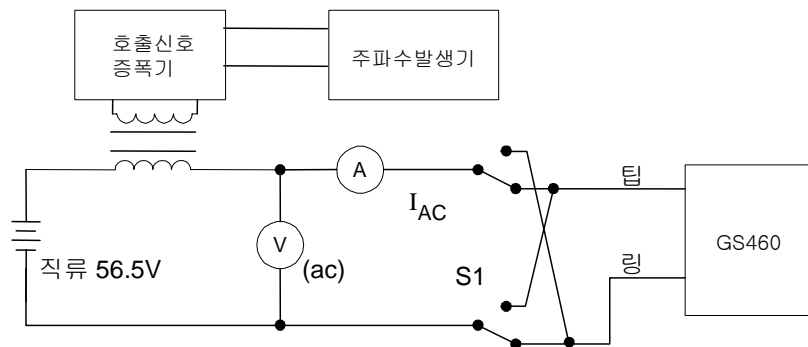 호출신호
증폭기
주파수발생기
A
I_AC
팁
V
(ac)
직류 56.5V
S1
링
GS460